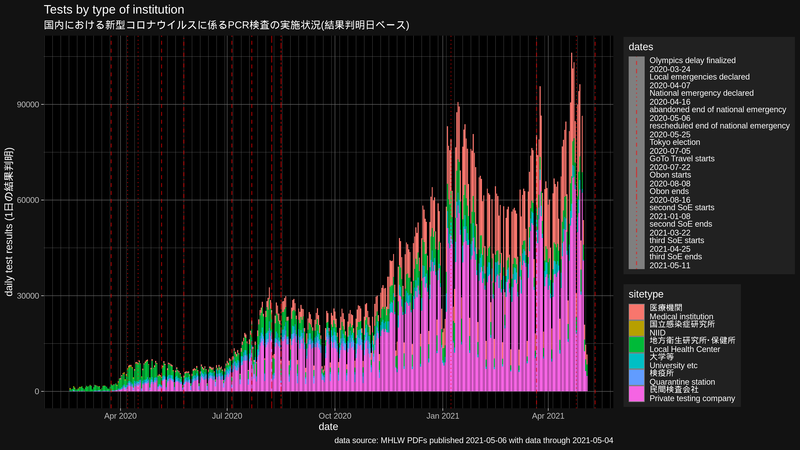 Tests by type of institution
国内における新型コロナウイルスに係るPCR検査の実施状況(結果判明日ベース)
daily test results (1日の結果判明)
90000
60000
30000
0
Apr 2020
Jul 2020
Oct 2020
Jan 2021
Apr 2021
date
data source: MHLW PDFs published 2021-05-06 with data through 2021-05-04
dates
Olympics delay finalized
2020-03-24
Local emergencies declared
2020-04-07
National emergency declared
2020-04-16
abandoned end of national emergency
2020-05-06
rescheduled end of national emergency
2020-05-25
Tokyo election
2020-07-05
GoTo Travel starts
2020-07-22
Obon starts
2020-08-08
Obon ends
2020-08-16
second SoE starts
2021-01-08
second SoE ends
2021-03-22
third SoE starts
2021-04-25
third SoE ends
2021-05-11
sitetype
医療機関
Medical institution
国立感染症研究所
NIID
地方衛生研究所・保健所
Local Health Center
大学等
University etc
検疫所
Quarantine station
民間検査会社
Private testing company